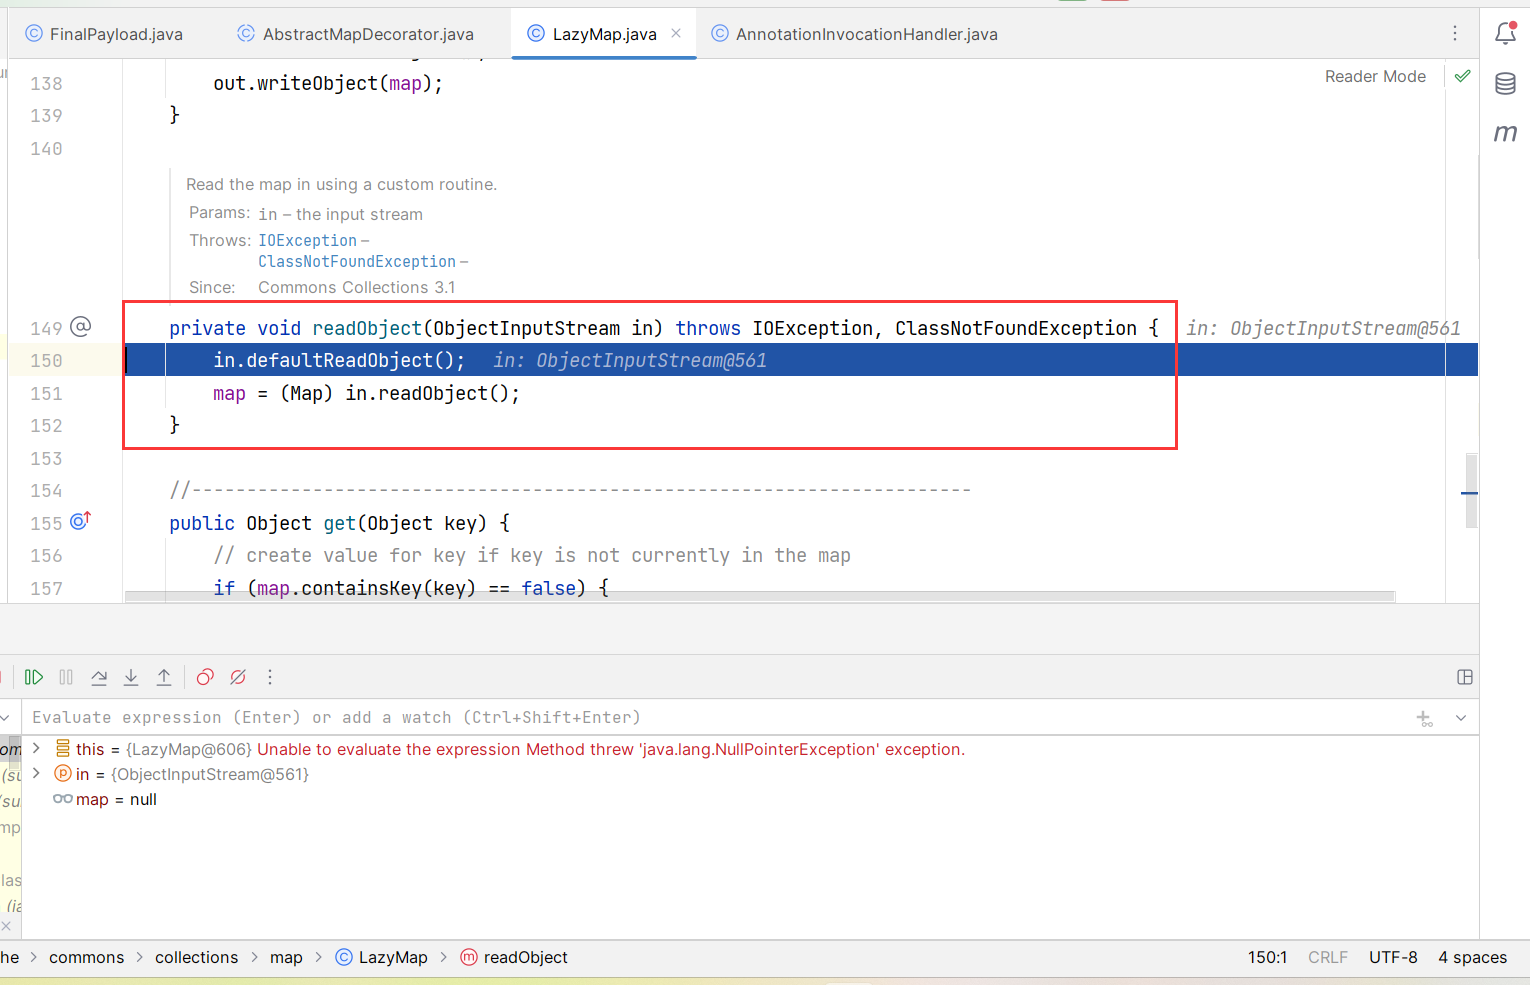 FinalPayload.java
AbstractMapDecorator.java
LazyMap.java
AnnotationInvocationHandler.java
Reader Mode
138 out.writeObject(map);
139 }
140
Read the map in using a custom routine.
Params: in – the input stream
Throws: IOException –
ClassNotFoundException –
Since: Commons Collections 3.1
149 private void readObject(ObjectInputStream in) throws IOException, ClassNotFoundException { in: ObjectInputStream@561
150 in.defaultReadObject(); in: ObjectInputStream@561
151 map = (Map) in.readObject();
152 }
153
154 //-----------------------------------------------------------------------
155 public Object get(Object key) {
156 // create value for key if key is not currently in the map
157 if (map.containsKey(key) == false) {
Evaluate expression (Enter) or add a watch (Ctrl+Shift+Enter)
this = {LazyMap@606} Unable to evaluate the expression Method threw 'java.lang.NullPointerException' exception.
in = {ObjectInputStream@561}
map = null
he > commons > collections > map > LazyMap > readObject
150:1 CRLF UTF-8 4 spaces